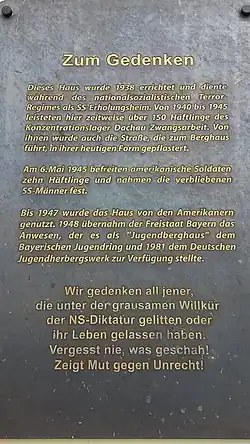 Zum Gedenken
Dieses Haus wurde 1938 errichtet und diente
während des nationalsozialistischen Terror-
Regimes als SS-Erholungsheim. Von 1940 bis 1945
leisteten hier zeitweise über 150 Häftlinge des
Konzentrationslager Dachau Zwangsarbeit. Von
ihnen wurde auch die Straße, die zum Berghaus
führt, in ihrer heutigen Form gepflastert.
Am 6. Mai 1945 befreiten amerikanische Soldaten
zehn Häftlinge und nahmen die verbliebenen
SS-Männer fest.
Bis 1947 wurde das Haus von den Amerikanern
genutzt. 1948 übernahm der Freistaat Bayern das
Anwesen, der es als "Jugendberghaus" dem
Bayerischen Jugendring und 1981 dem Deutschen
Jugendherbergswerk zur Verfügung stellte.
Wir gedenken all jener,
die unter der grausamen Willkür
der NS-Diktatur gelitten oder
ihr Leben gelassen haben.
Vergesst nie, was geschah!
Zeigt Mut gegen Unrecht!